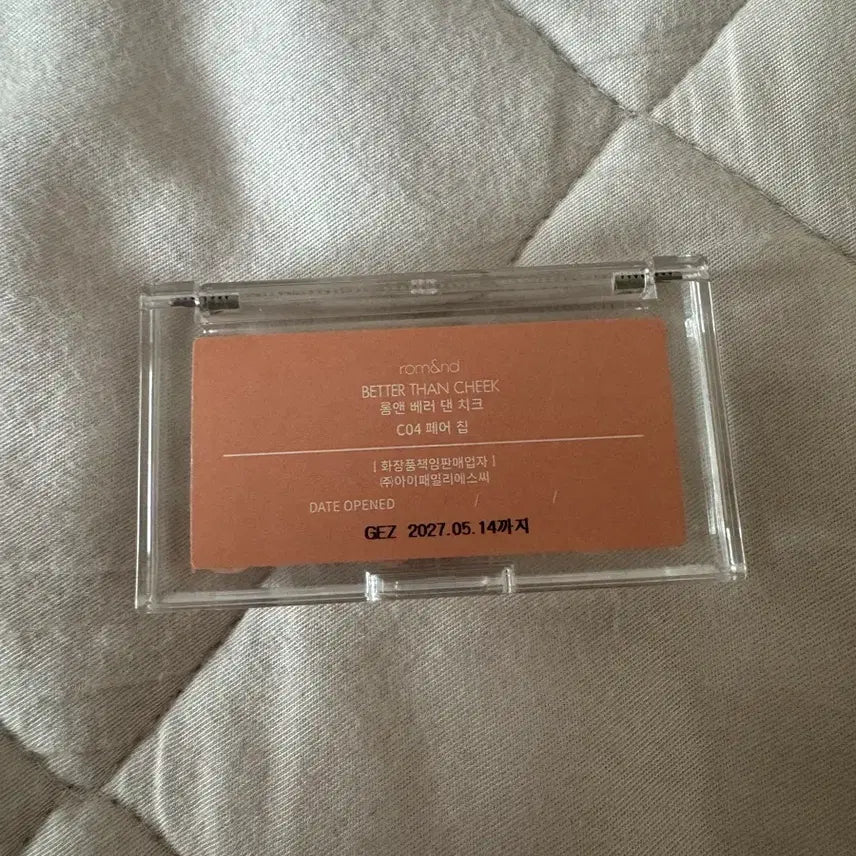 rom&nd
BETTER THAN CHEEK
롬앤 베러 댄 치크
C04 페어 칩
[ 화장품책임판매업자 ]
㈜아이패밀리에스씨
DATE OPENED / /
GEZ 2027.05.14까지